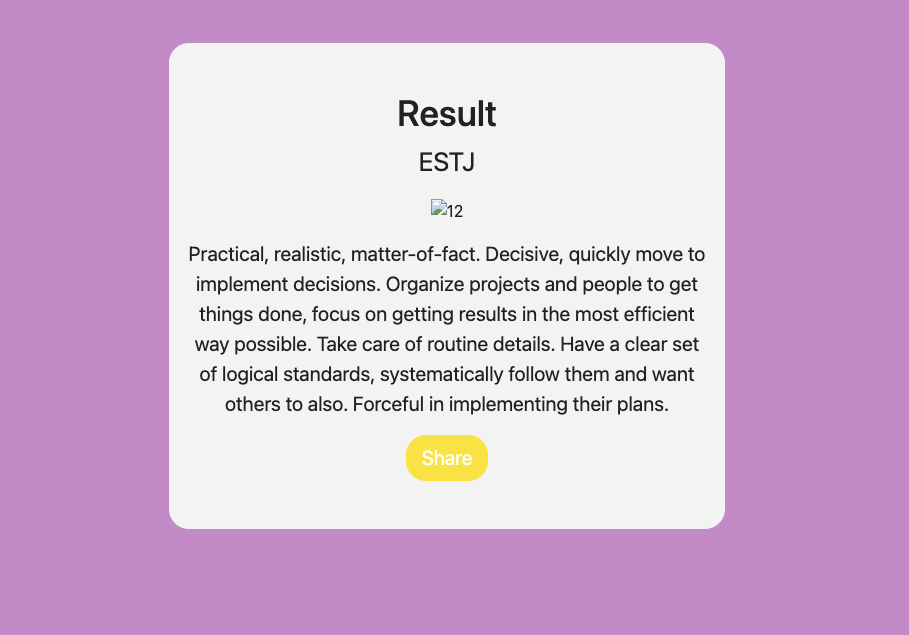 Result
ESTJ
12
Practical, realistic, matter-of-fact. Decisive, quickly move to
implement decisions. Organize projects and people to get
things done, focus on getting results in the most efficient
way possible. Take care of routine details. Have a clear set
of logical standards, systematically follow them and want
others to also. Forceful in implementing their plans.
Share